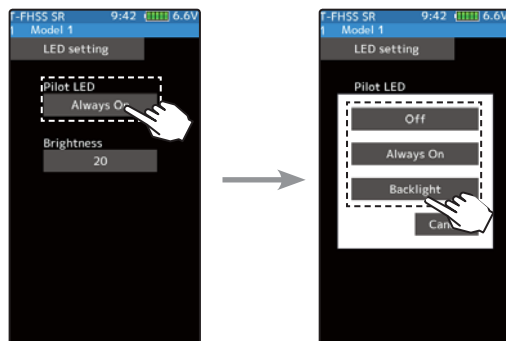 T-FHSS SR 9:42 6.6V
1 Model 1
LED setting
Pilot LED
Always On
Brightness
20
T-FHSS SR 9:42 6.6V
1 Model 1
LED setting
Pilot LED
Off
Always On
Backlight
Can